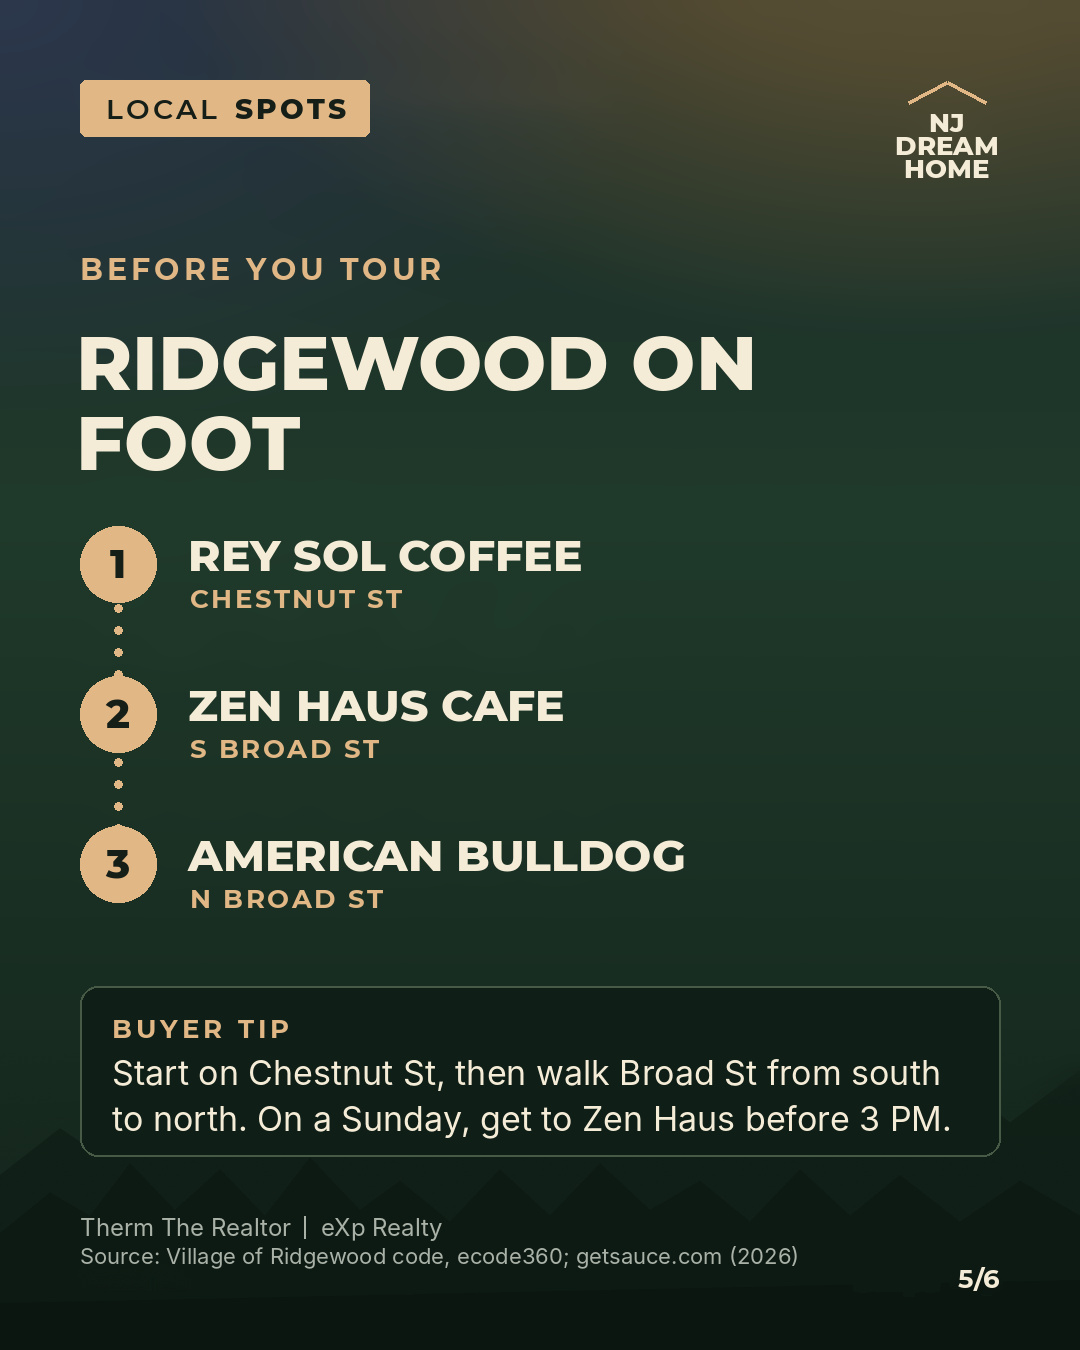 LOCAL SPOTS
NJ
DREAM
HOME
BEFORE YOU TOUR
RIDGEWOOD ON
FOOT
1
REY SOL COFFEE
CHESTNUT ST
2
ZEN HAUS CAFE
S BROAD ST
3
AMERICAN BULLDOG
N BROAD ST
BUYER TIP
Start on Chestnut St, then walk Broad St from south
to north. On a Sunday, get to Zen Haus before 3 PM.
Therm The Realtor | eXp Realty
Source: Village of Ridgewood code, ecode360; getsauce.com (2026)
5/6